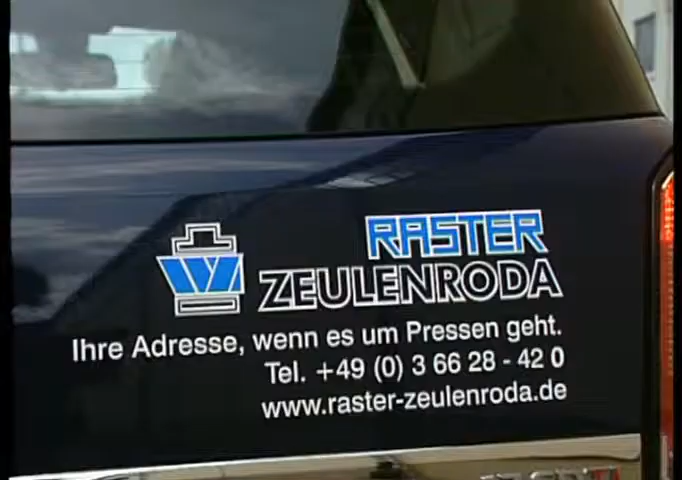 RASTER
ZEULENRODA
Ihre Adresse, wenn es um Pressen geht.
Tel. +49 (0) 3 66 28 - 42 0
www.raster-zeulenroda.de